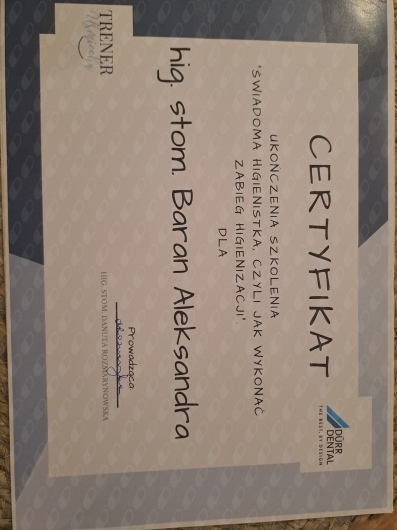 CERTYFIKAT
UKOŃCZENIA SZKOLENIA
"ŚWIADOMA HIGIENISTKA, CZYLI JAK WYKONAĆ
ZABIEG HIGIENIZACJI"
DLA
hig. stom. Baran Aleksandra
DÜRR
DENTAL
THE BEST. BY DESIGN
TRENER
Prowadząca
HIG. STOM. DANUTA ROZMARYNOWSKA